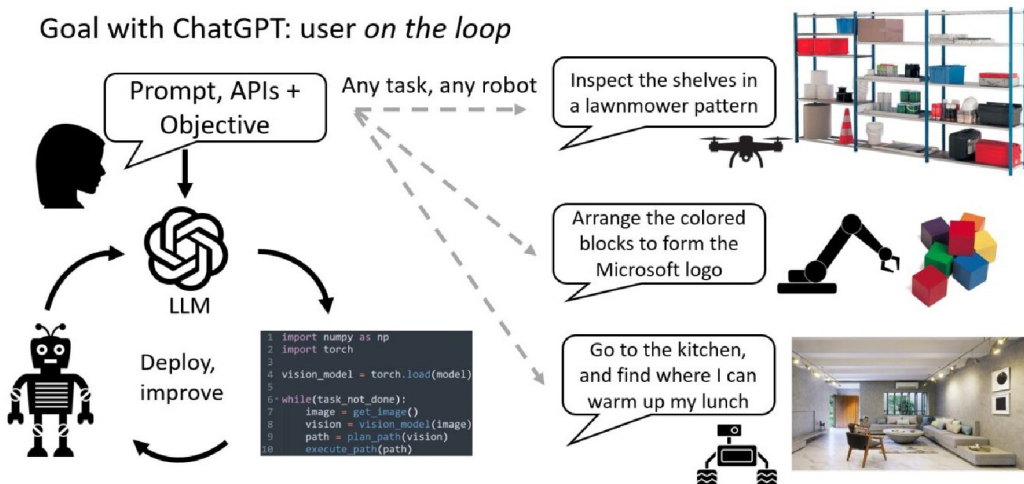 Goal with ChatGPT: user on the loop
Prompt, APIs +
Objective
Any task, any robot
Inspect the shelves in
a lawnmower pattern
LLM
Arrange the colored
blocks to form the
Microsoft logo
Deploy,
improve
1 import numpy as np
2 import torch
3
4 vision_model = torch.load(model)
5
6 while(task_not_done):
7 image = get_image()
8 vision = vision_model(image)
9 path = plan_path(vision)
10 execute_path(path)
Go to the kitchen,
and find where I can
warm up my lunch